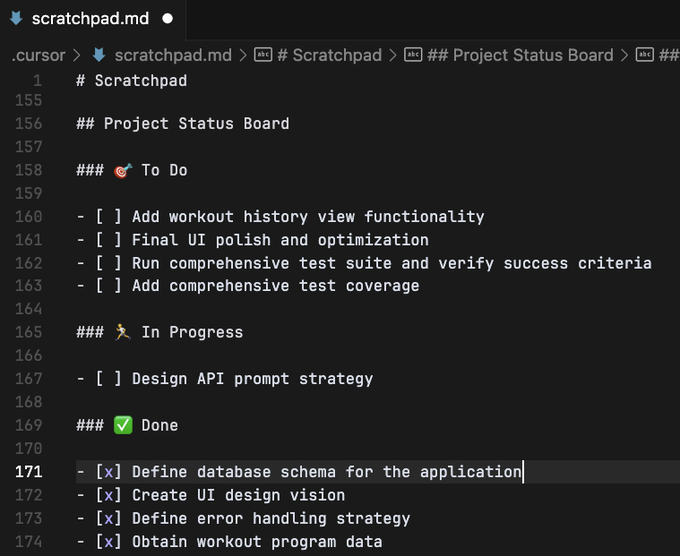 scratchpad.md
.cursor > scratchpad.md > # Scratchpad > ## Project Status Board > ##
1 # Scratchpad
155
156 ## Project Status Board
157
158 ### 🎯 To Do
159
160 - [ ] Add workout history view functionality
161 - [ ] Final UI polish and optimization
162 - [ ] Run comprehensive test suite and verify success criteria
163 - [ ] Add comprehensive test coverage
164
165 ### 🏃 In Progress
166
167 - [ ] Design API prompt strategy
168
169 ### ✅ Done
170
171 - [x] Define database schema for the application
172 - [x] Create UI design vision
173 - [x] Define error handling strategy
174 - [x] Obtain workout program data